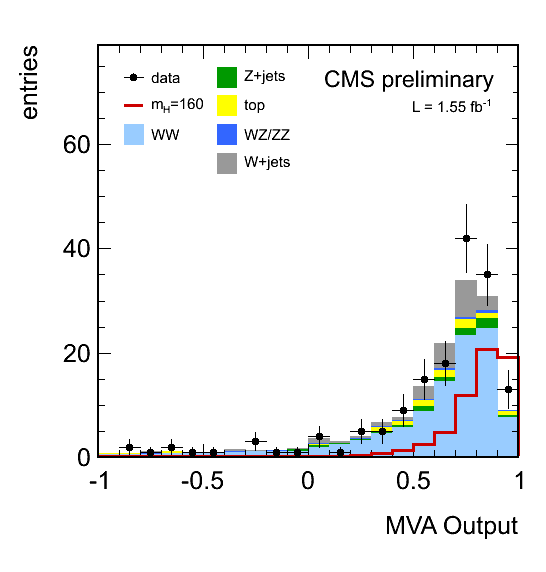 entries
data
m_H=160
WW
Z+jets
top
WZ/ZZ
W+jets
CMS preliminary
L = 1.55 fb⁻¹
60
40
20
0
-1 -0.5 0 0.5 1
MVA Output